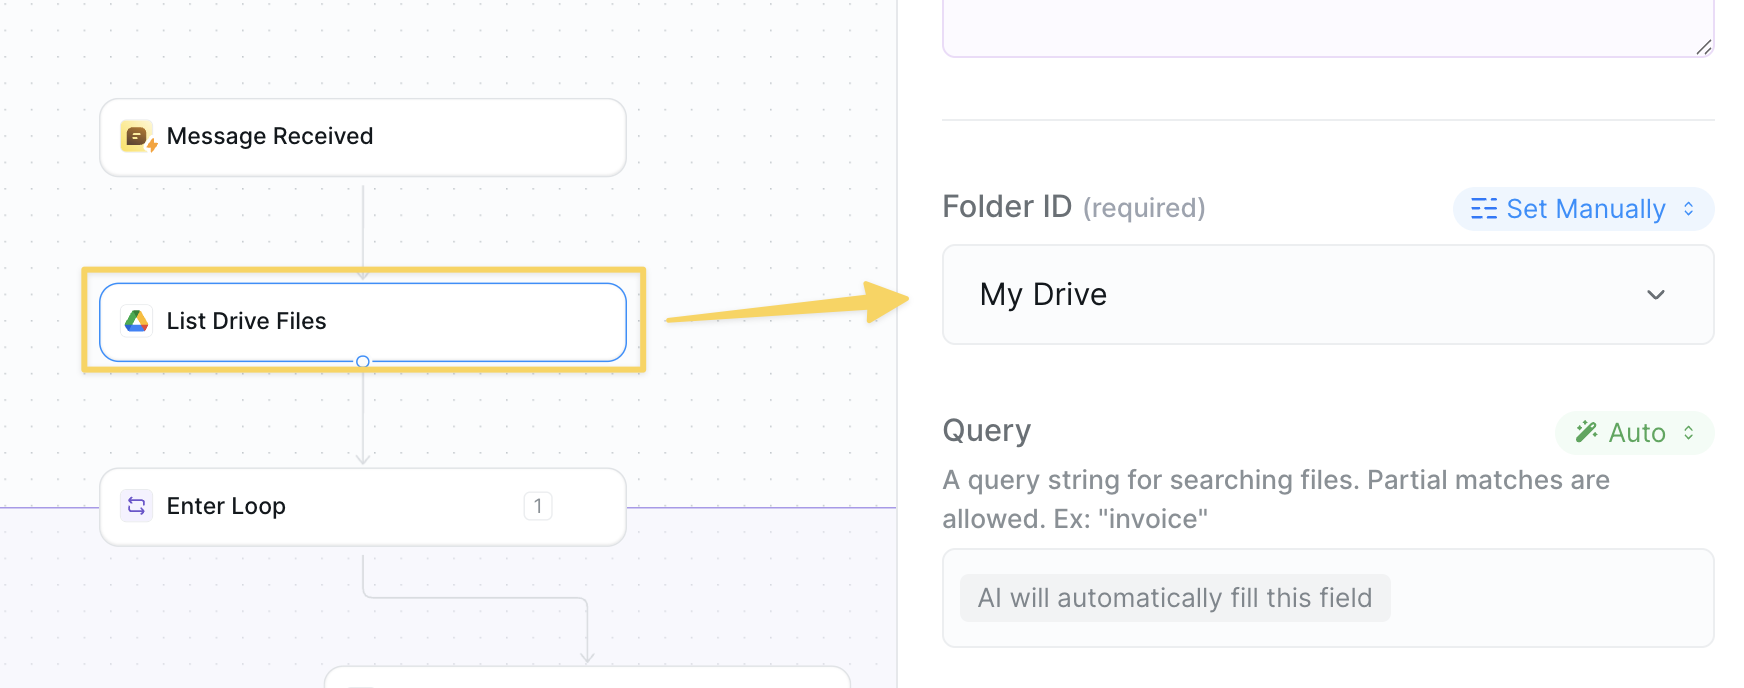 Message Received
List Drive Files
Enter Loop
1
Folder ID (required)
Set Manually
My Drive
Query
Auto
A query string for searching files. Partial matches are
allowed. Ex: "invoice"
AI will automatically fill this field